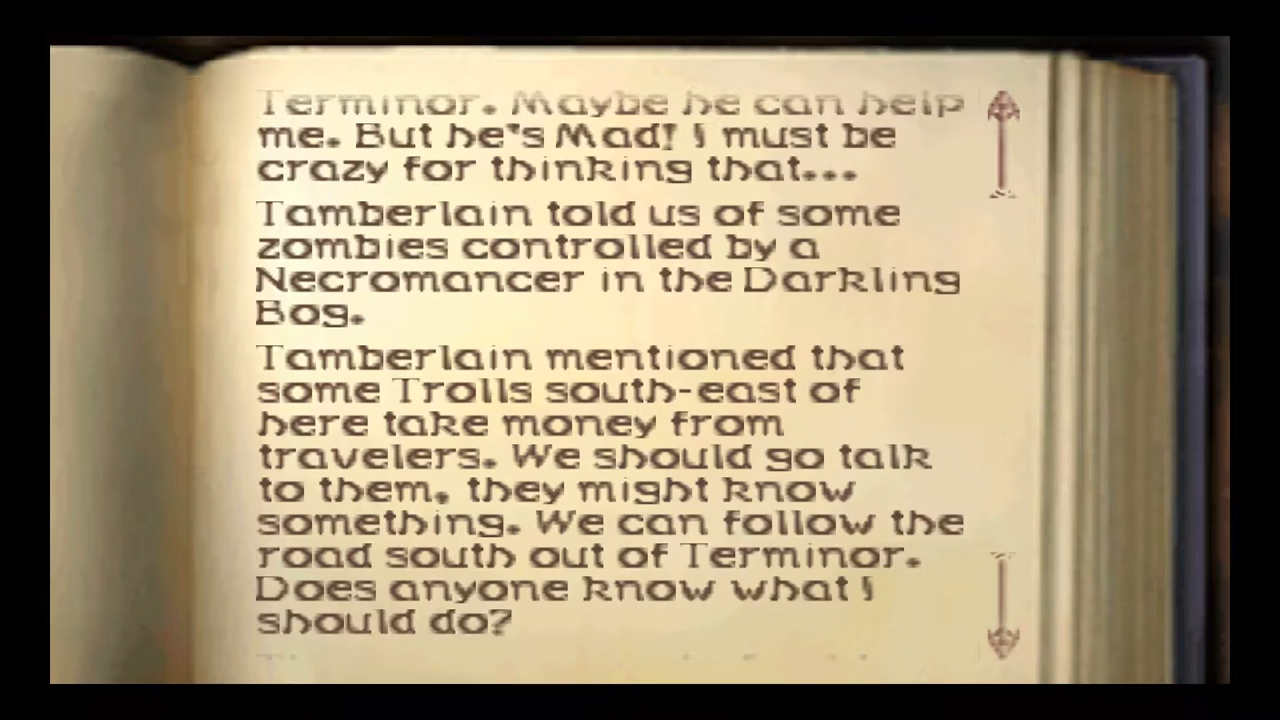 Terminor. Maybe he can help
me. But he's Mad! I must be
crazy for thinking that...
Tamberlain told us of some
zombies controlled by a
Necromancer in the Darkling
Bog.
Tamberlain mentioned that
some Trolls south-east of
here take money from
travelers. We should go talk
to them, they might know
something. We can follow the
road south out of Terminor.
Does anyone know what I
should do?